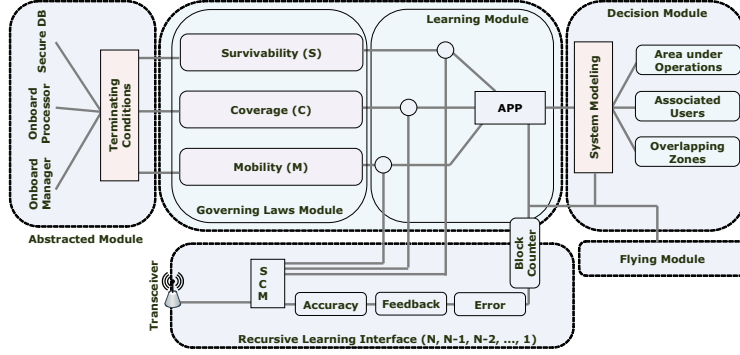 Secure DB
Onboard
Processor
Onboard
Manager
Terminating
Conditions
Abstracted Module
Survivability (S)
Coverage (C)
Mobility (M)
Governing Laws Module
Learning Module
APP
Decision Module
System Modeling
Area under
Operations
Associated
Users
Overlapping
Zones
Flying Module
Block
Counter
Transceiver
S
C
M
Accuracy
Feedback
Error
Recursive Learning Interface (N, N-1, N-2, ..., 1)